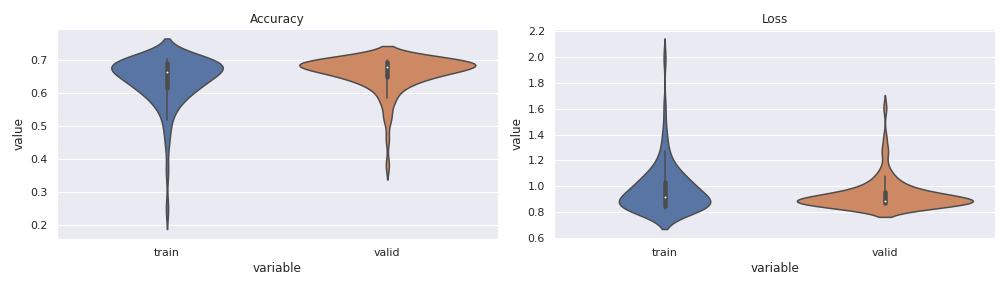 Accuracy
value
0.7
0.6
0.5
0.4
0.3
0.2
train
valid
variable
Loss
value
2.2
2.0
1.8
1.6
1.4
1.2
1.0
0.8
0.6
train
valid
variable